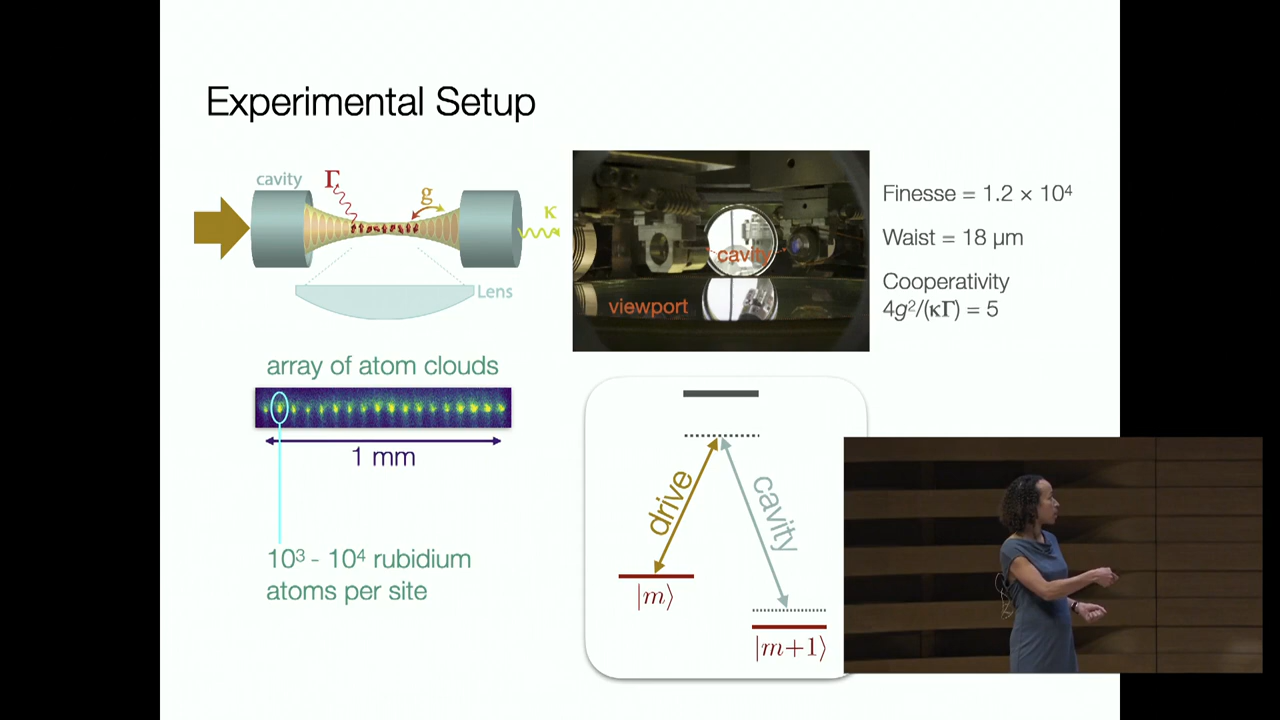 Experimental Setup
cavity
Γ
g
κ
Lens
cavity
viewport
Finesse = 1.2 × 10⁴
Waist = 18 µm
Cooperativity
4g²/(κΓ) = 5
array of atom clouds
1 mm
10³ - 10⁴ rubidium
atoms per site
drive
cavity
|m⟩
|m+1⟩